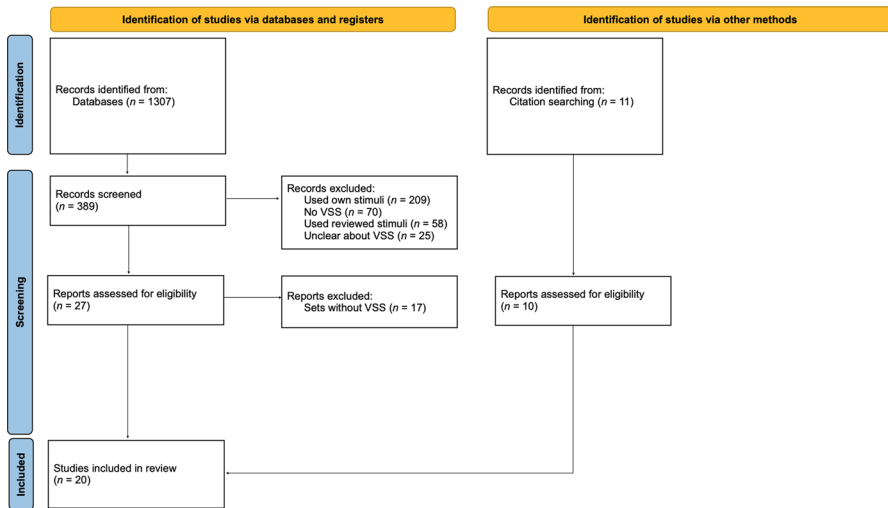 Identification of studies via databases and registers
Identification of studies via other methods
Identification
Records identified from:
Databases (n = 1307)
Records identified from:
Citation searching (n = 11)
Screening
Records screened
(n = 389)
Records excluded:
Used own stimuli (n = 209)
No VSS (n = 70)
Used reviewed stimuli (n = 58)
Unclear about VSS (n = 25)
Reports assessed for eligibility
(n = 27)
Reports excluded:
Sets without VSS (n = 17)
Reports assessed for eligibility
(n = 10)
Included
Studies included in review
(n = 20)